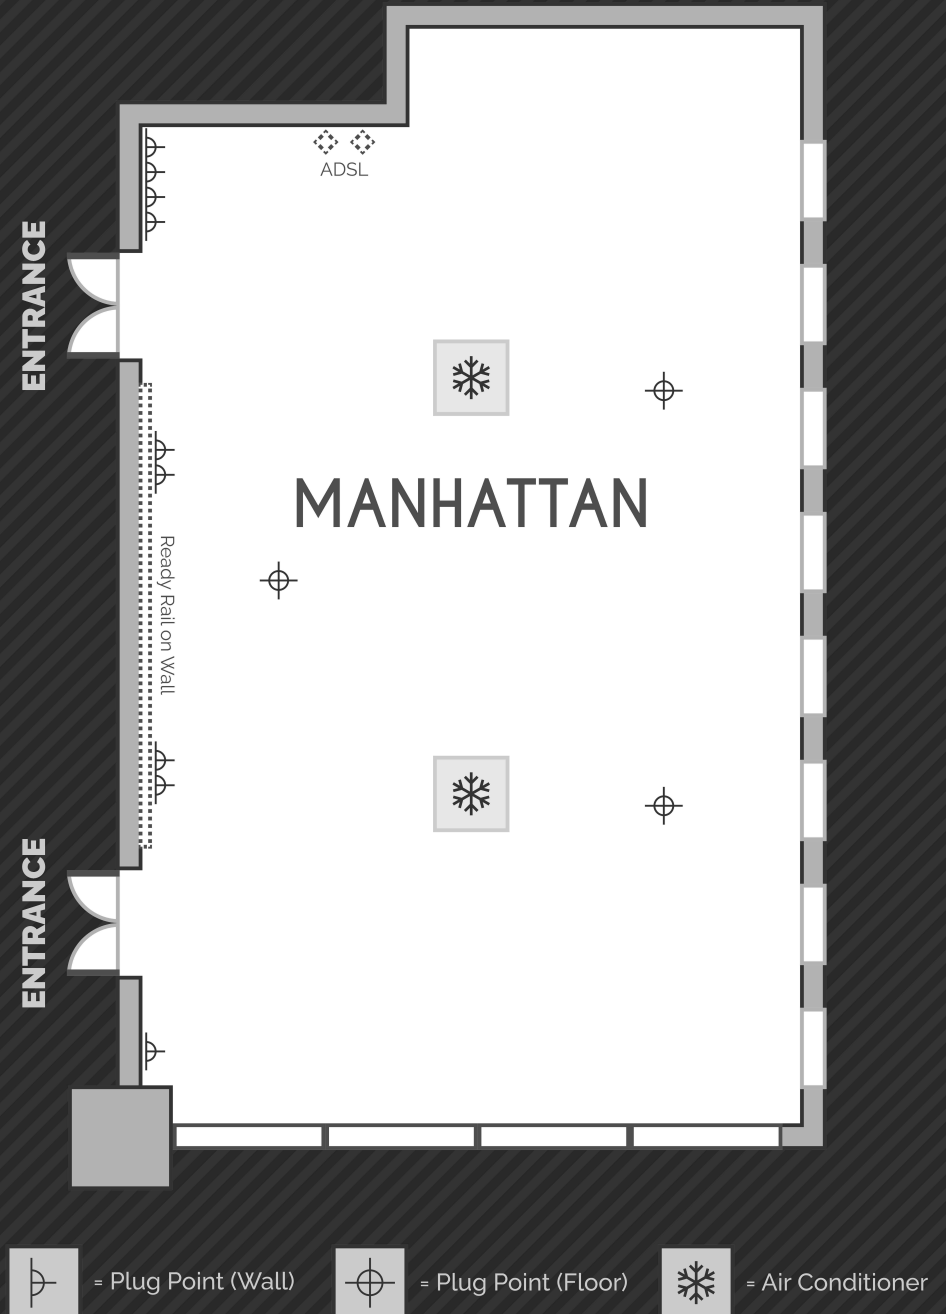 ADSL
ENTRANCE
MANHATTAN
Ready Rail on Wall
ENTRANCE
= Plug Point (Wall)
= Plug Point (Floor)
= Air Conditioner